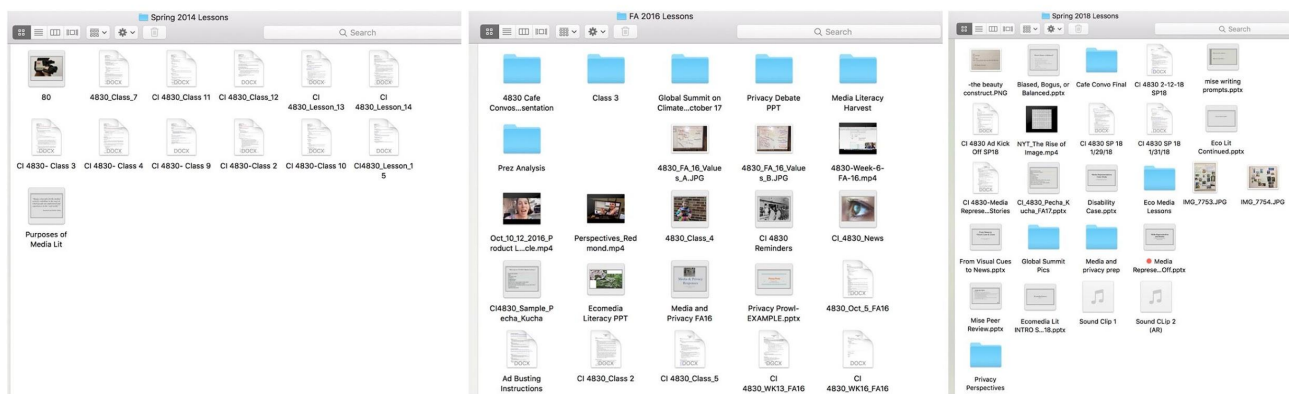 Spring 2014 Lessons
Search
80
4830_Class_7
CI 4830_Class 11
CI 4830_Class_12
CI
4830_Lesson_13
CI
4830_Lesson_14
CI 4830- Class 3
CI 4830- Class 4
CI 4830- Class 9
CI 4830-Class 2
CI 4830-Class 10
CI4830_Lesson_1
5
Purposes of
Media Lit
FA 2016 Lessons
Search
4830 Cafe
Convos...sentation
Class 3
Global Summit on
Climate...ctober 17
Privacy Debate
PPT
Media Literacy
Harvest
Prez Analysis
4830_FA_16_Value
s_A.JPG
4830_FA_16_Value
s_B.JPG
4830-Week-6-
FA-16.mp4
Oct_10_12_2016_P
roduct L...cle.mp4
Perspectives_Red
mond.mp4
4830_Class_4
CI 4830
Reminders
CI_4830_News
CI4830_Sample_P
echa_Kucha
Ecomedia
Literacy PPT
Media and
Privacy FA16
Privacy Prowl-
EXAMPLE.pptx
4830_Oct_5_FA16
Ad Busting
Instructions
CI 4830_Class 2
CI 4830_Class_5
CI
4830_WK13_FA16
CI
4830_WK16_FA16
Spring 2018 Lessons
Search
-the beauty
construct.PNG
Biased, Bogus, or
Balanced.pptx
Cafe Convo Final
CI 4830 2-12-18
SP18
mise writing
prompts.pptx
CI 4830 Ad Kick
Off SP18
NYT_The Rise of
Image.mp4
CI 4830 SP 18
1/29/18
CI 4830 SP 18
1/31/18
Eco Lit
Continued.pptx
CI 4830-Media
Represe...Stories
CI_4830_Pecha_K
ucha_FA17.pptx
Disability
Case.pptx
Eco Media
Lessons
IMG_7753.JPG
IMG_7754.JPG
From Visual Cues
to News.pptx
Global Summit
Pics
Media and
privacy prep
Media
Represe...Off.pptx
Mise Peer
Review.pptx
Ecomedia Lit
INTRO S...18.pptx
Sound Clip 1
Sound CLip 2
(AR)
Privacy
Perspectives